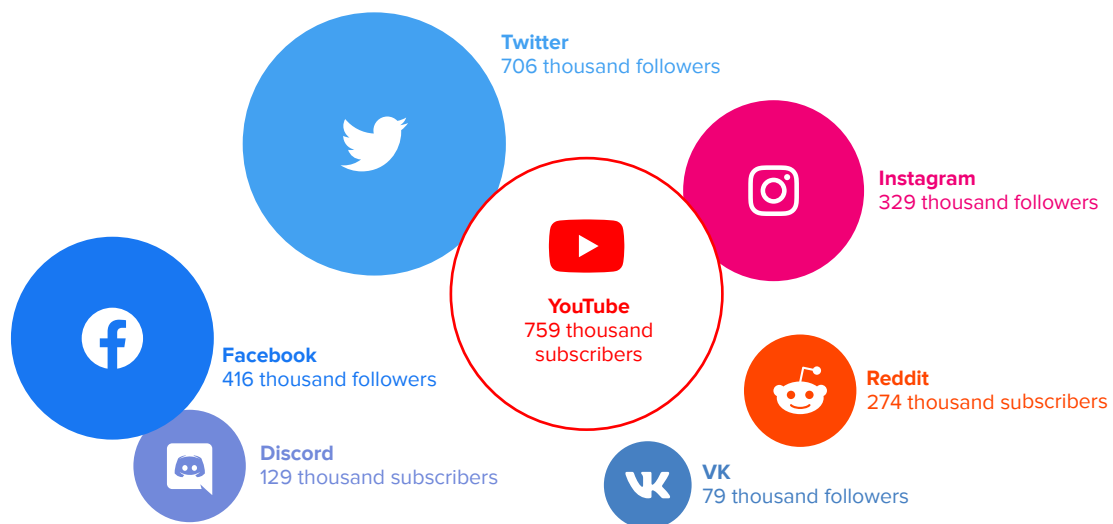 Twitter
706 thousand followers
Instagram
329 thousand followers
YouTube
759 thousand
subscribers
Facebook
416 thousand followers
Reddit
274 thousand subscribers
Discord
129 thousand subscribers
VK
79 thousand followers